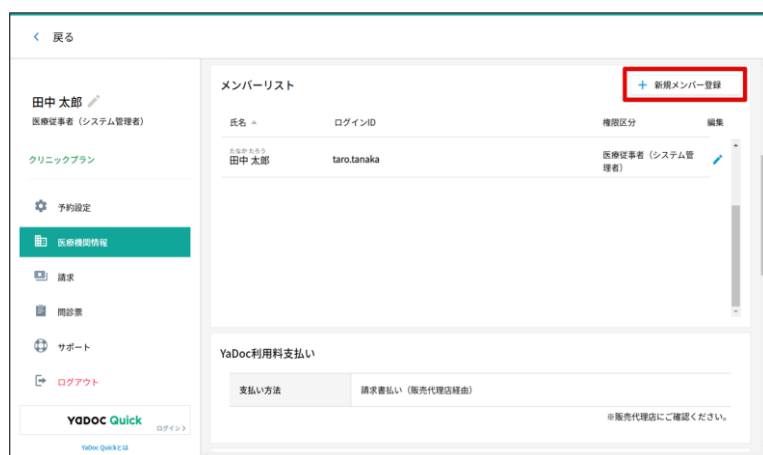 戻る
田中 太郎
医療従事者（システム管理者）
クリニックプラン
予約設定
医療機関情報
請求
問診票
サポート
ログアウト
YaDOC Quick
ログイン
YaDoc Quickとは
メンバーリスト
＋ 新規メンバー登録
氏名 ログインID 権限区分 編集
たなか たろう
田中 太郎 taro.tanaka 医療従事者（システム管
理者）
YaDoc利用料支払い
支払い方法 請求書払い（販売代理店経由）
※販売代理店にご確認ください。